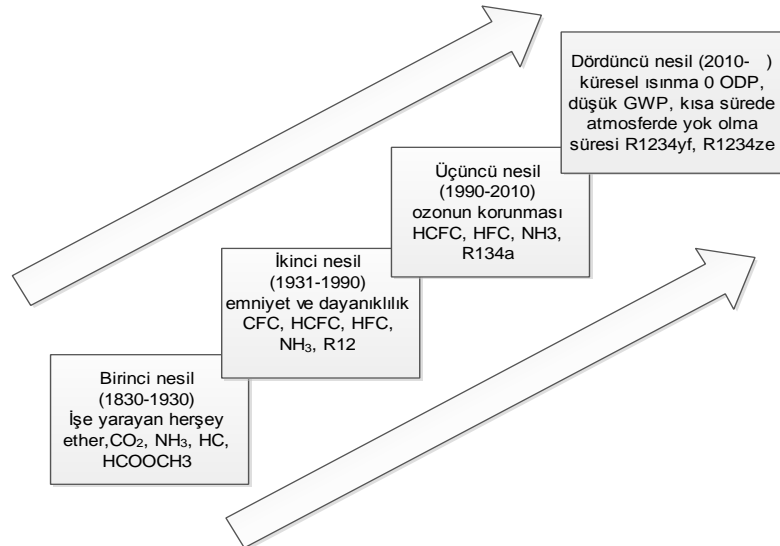 Birinci nesil
(1830-1930)
İşe yarayan herşey
ether,CO₂, NH₃, HC,
HCOOCH3
İkinci nesil
(1931-1990)
emniyet ve dayanıklılık
CFC, HCFC, HFC,
NH₃, R12
Üçüncü nesil
(1990-2010)
ozonun korunması
HCFC, HFC, NH3,
R134a
Dördüncü nesil (2010- )
küresel ısınma 0 ODP,
düşük GWP, kısa sürede
atmosferde yok olma
süresi R1234yf, R1234ze